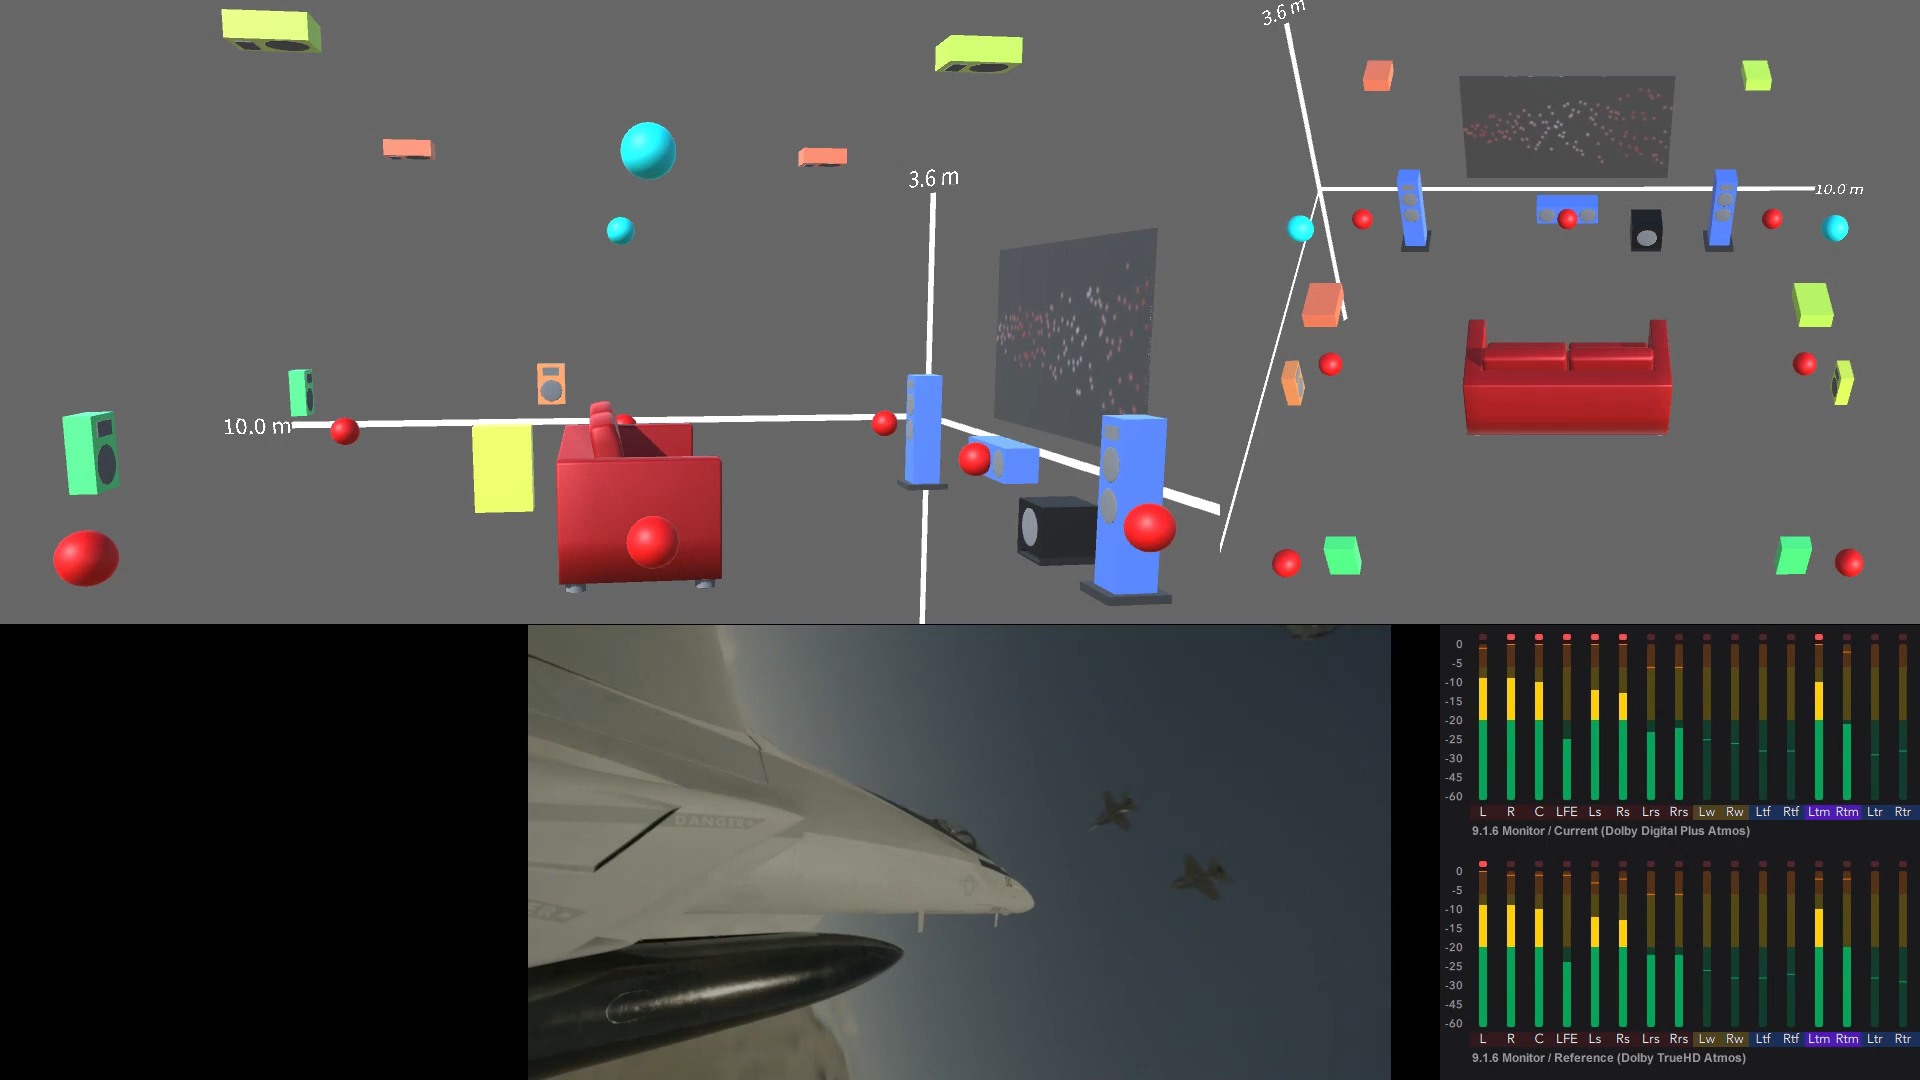 3.6 m
10.0 m
3.6 m
10.0 m
DANGER
ER
0
-5
-10
-15
-20
-25
-30
-45
-60
L R C LFE Ls Rs Lrs Rrs Lw Rw Ltf Rtf Ltm Rtm Ltr Rtr
9.1.6 Monitor / Current (Dolby Digital Plus Atmos)
0
-5
-10
-15
-20
-25
-30
-45
-60
L R C LFE Ls Rs Lrs Rrs Lw Rw Ltf Rtf Ltm Rtm Ltr Rtr
9.1.6 Monitor / Reference (Dolby TrueHD Atmos)